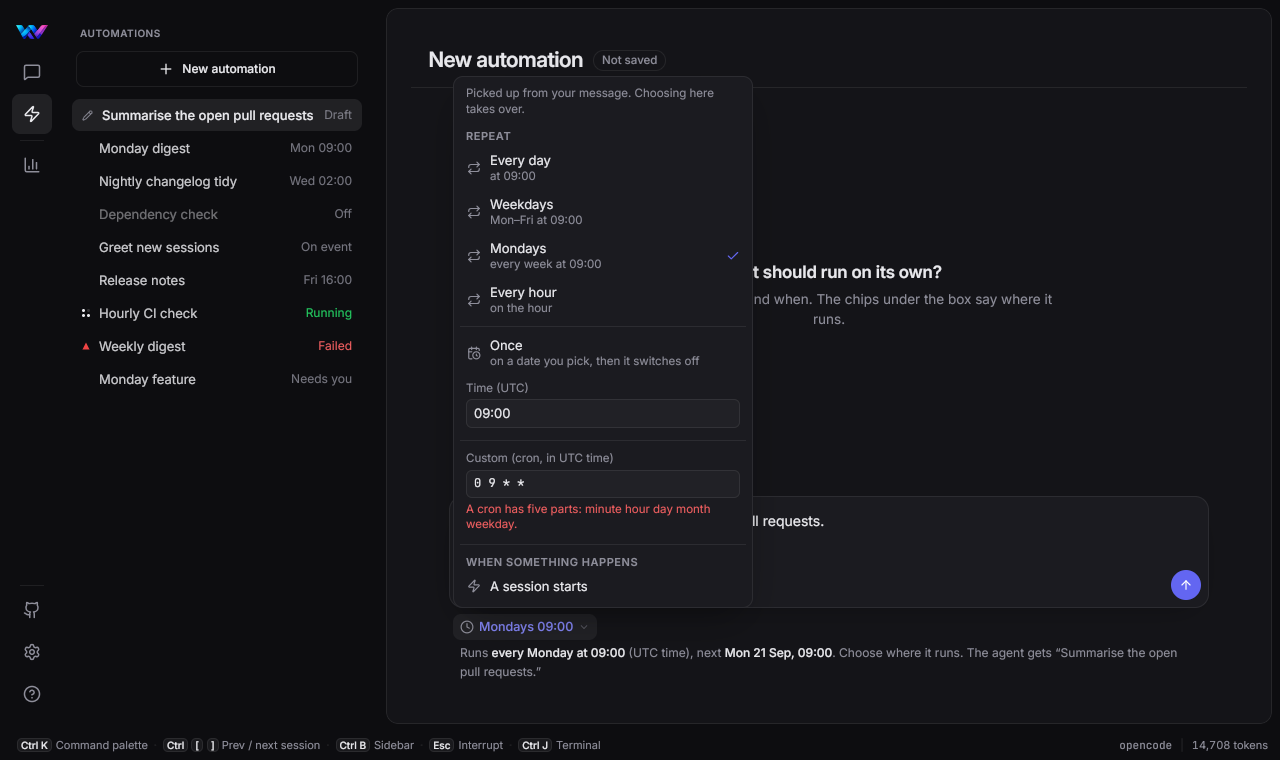 AUTOMATIONS
New automation
Summarise the open pull requests Draft
Monday digest Mon 09:00
Nightly changelog tidy Wed 02:00
Dependency check Off
Greet new sessions On event
Release notes Fri 16:00
Hourly CI check Running
Weekly digest Failed
Monday feature Needs you
New automation Not saved
Picked up from your message. Choosing here
takes over.
REPEAT
Every day
at 09:00
Weekdays
Mon–Fri at 09:00
Mondays
every week at 09:00
Every hour
on the hour
Once
on a date you pick, then it switches off
Time (UTC)
09:00
Custom (cron, in UTC time)
0 9 * *
A cron has five parts: minute hour day month
weekday.
WHEN SOMETHING HAPPENS
A session starts
t should run on its own?
nd when. The chips under the box say where it
runs.
ll requests.
Mondays 09:00
Runs every Monday at 09:00 (UTC time), next Mon 21 Sep, 09:00. Choose where it runs. The agent gets “Summarise the open
pull requests.”
Ctrl K Command palette · Ctrl [ ] Prev / next session · Ctrl B Sidebar · Esc Interrupt · Ctrl J Terminal
opencode 14,708 tokens